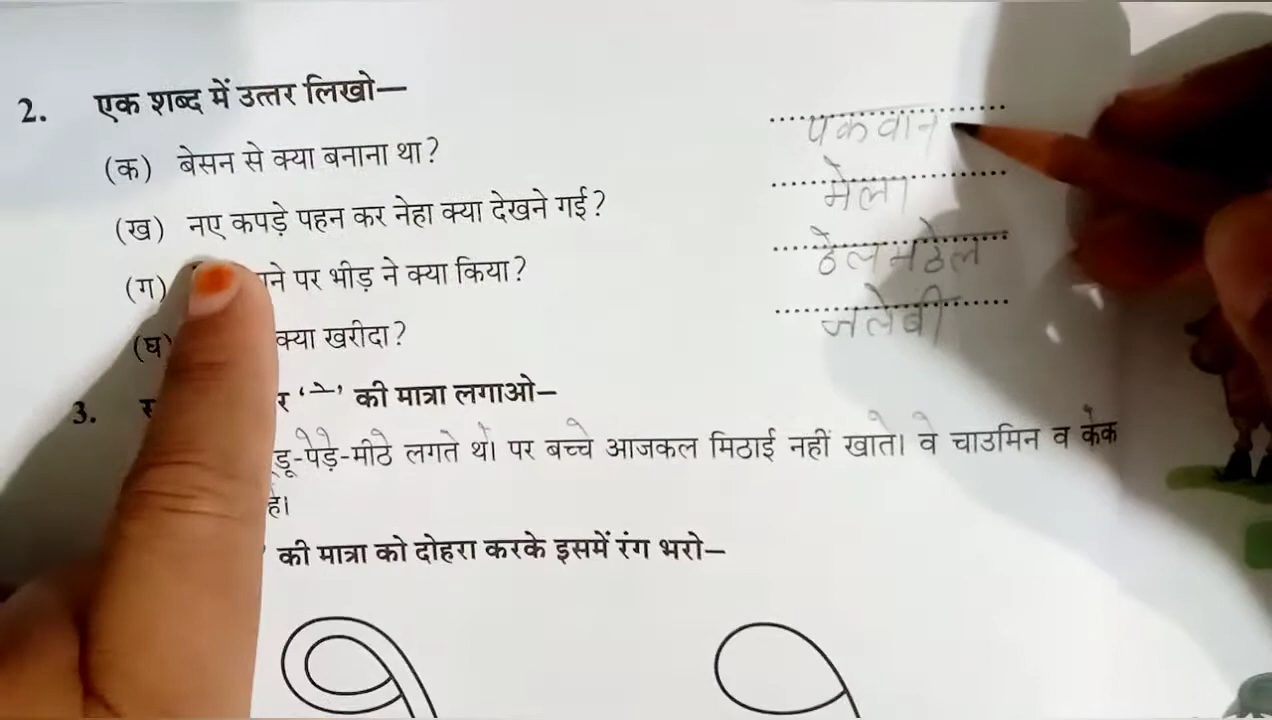 2. एक शब्द में उत्तर लिखो—
(क) बेसन से क्या बनाना था? पकवान
(ख) नए कपड़े पहन कर नेहा क्या देखने गई? मेला
(ग) ने पर भीड़ ने क्या किया? ठेलमठेल
(घ) क्या खरीदा? जलेबी
3. र ‘े’ की मात्रा लगाओ—
डू-पेड़े-मीठे लगते थे। पर बच्चे आजकल मिठाई नहीं खाते। वे चाउमिन व केक
है।
की मात्रा को दोहरा करके इसमें रंग भरो—